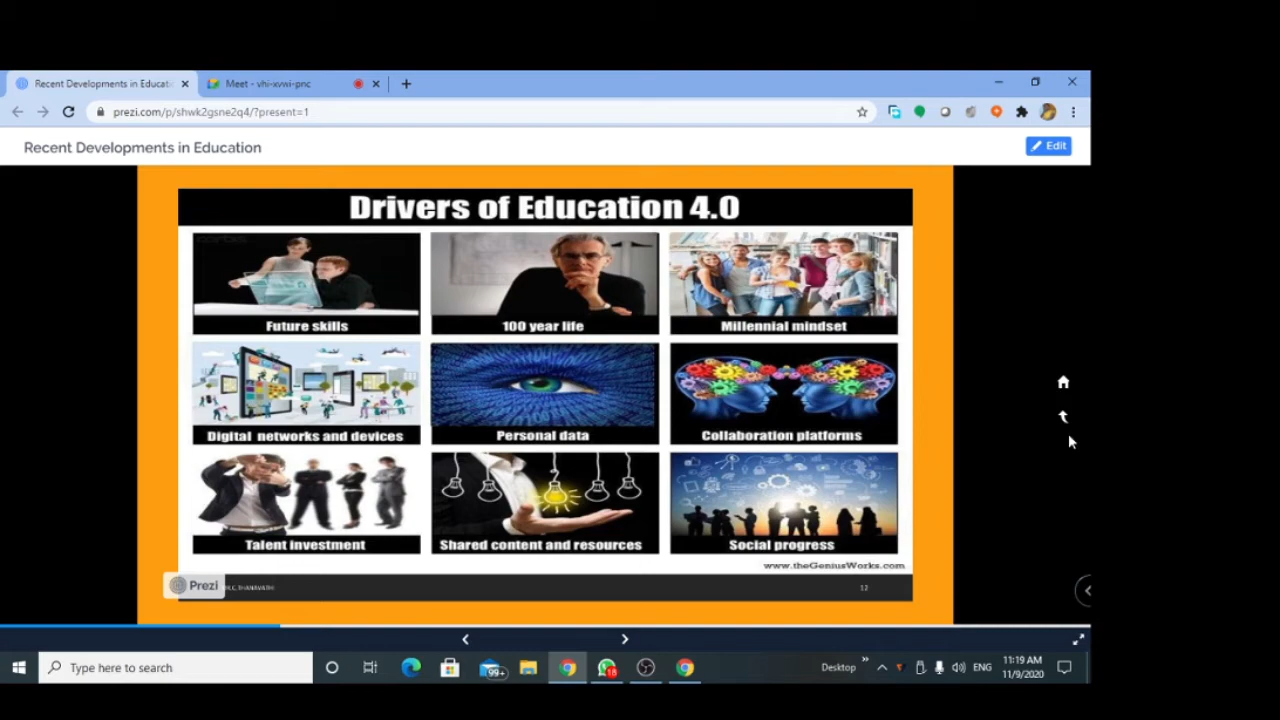 Recent Developments in Educati
Meet - vhi-xvwi-pnc
prezi.com/p/shwk2gsne2q4/?present=1
Recent Developments in Education
Edit
Drivers of Education 4.0
Future skills
100 year life
Millennial mindset
Digital networks and devices
Personal data
Collaboration platforms
Talent investment
Shared content and resources
Social progress
www.theGeniusWorks.com
Prezi
12
Type here to search
99+
18
Desktop
ENG
11:19 AM
11/9/2020